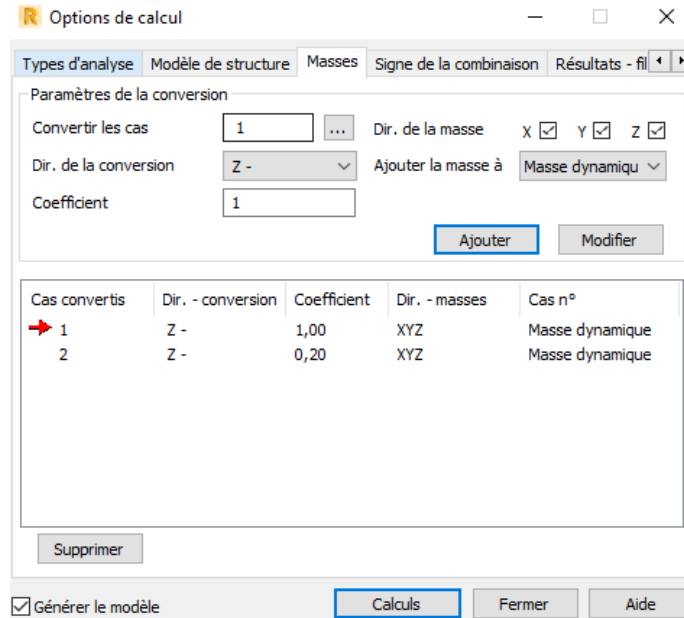 R Options de calcul
Types d'analyse Modèle de structure Masses Signe de la combinaison Résultats - fil
Paramètres de la conversion
Convertir les cas 1 ... Dir. de la masse X Y Z
Dir. de la conversion Z - Ajouter la masse à Masse dynamiqu
Coefficient 1
Ajouter Modifier
Cas convertis Dir. - conversion Coefficient Dir. - masses Cas n°
1 Z - 1,00 XYZ Masse dynamique
2 Z - 0,20 XYZ Masse dynamique
Supprimer
Générer le modèle Calculs Fermer Aide